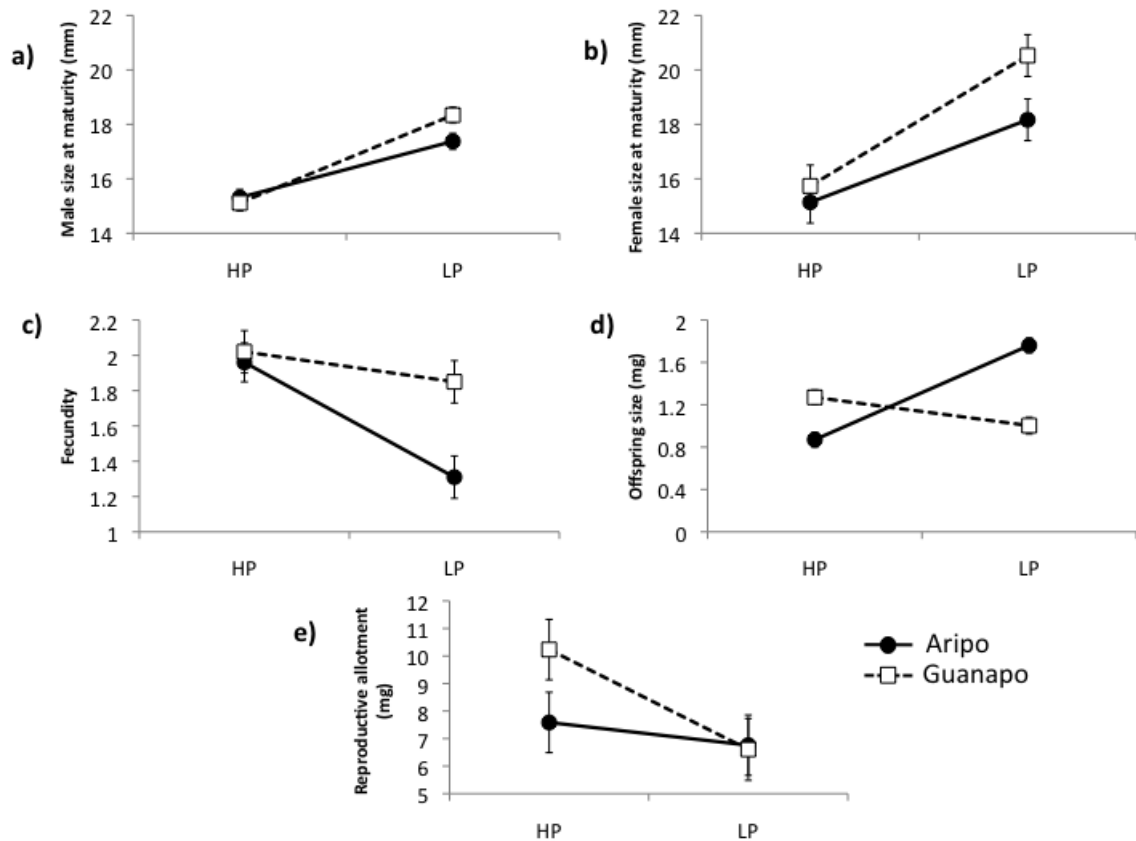 a)
Male size at maturity (mm)
22
20
18
16
14
HP
LP
b)
Female size at maturity (mm)
22
20
18
16
14
HP
LP
c)
Fecundity
2.2
2
1.8
1.6
1.4
1.2
1
HP
LP
d)
Offspring size (mg)
2
1.6
1.2
0.8
0.4
0
HP
LP
e)
Reproductive allotment
(mg)
12
11
10
9
8
7
6
5
HP
LP
Aripo
Guanapo